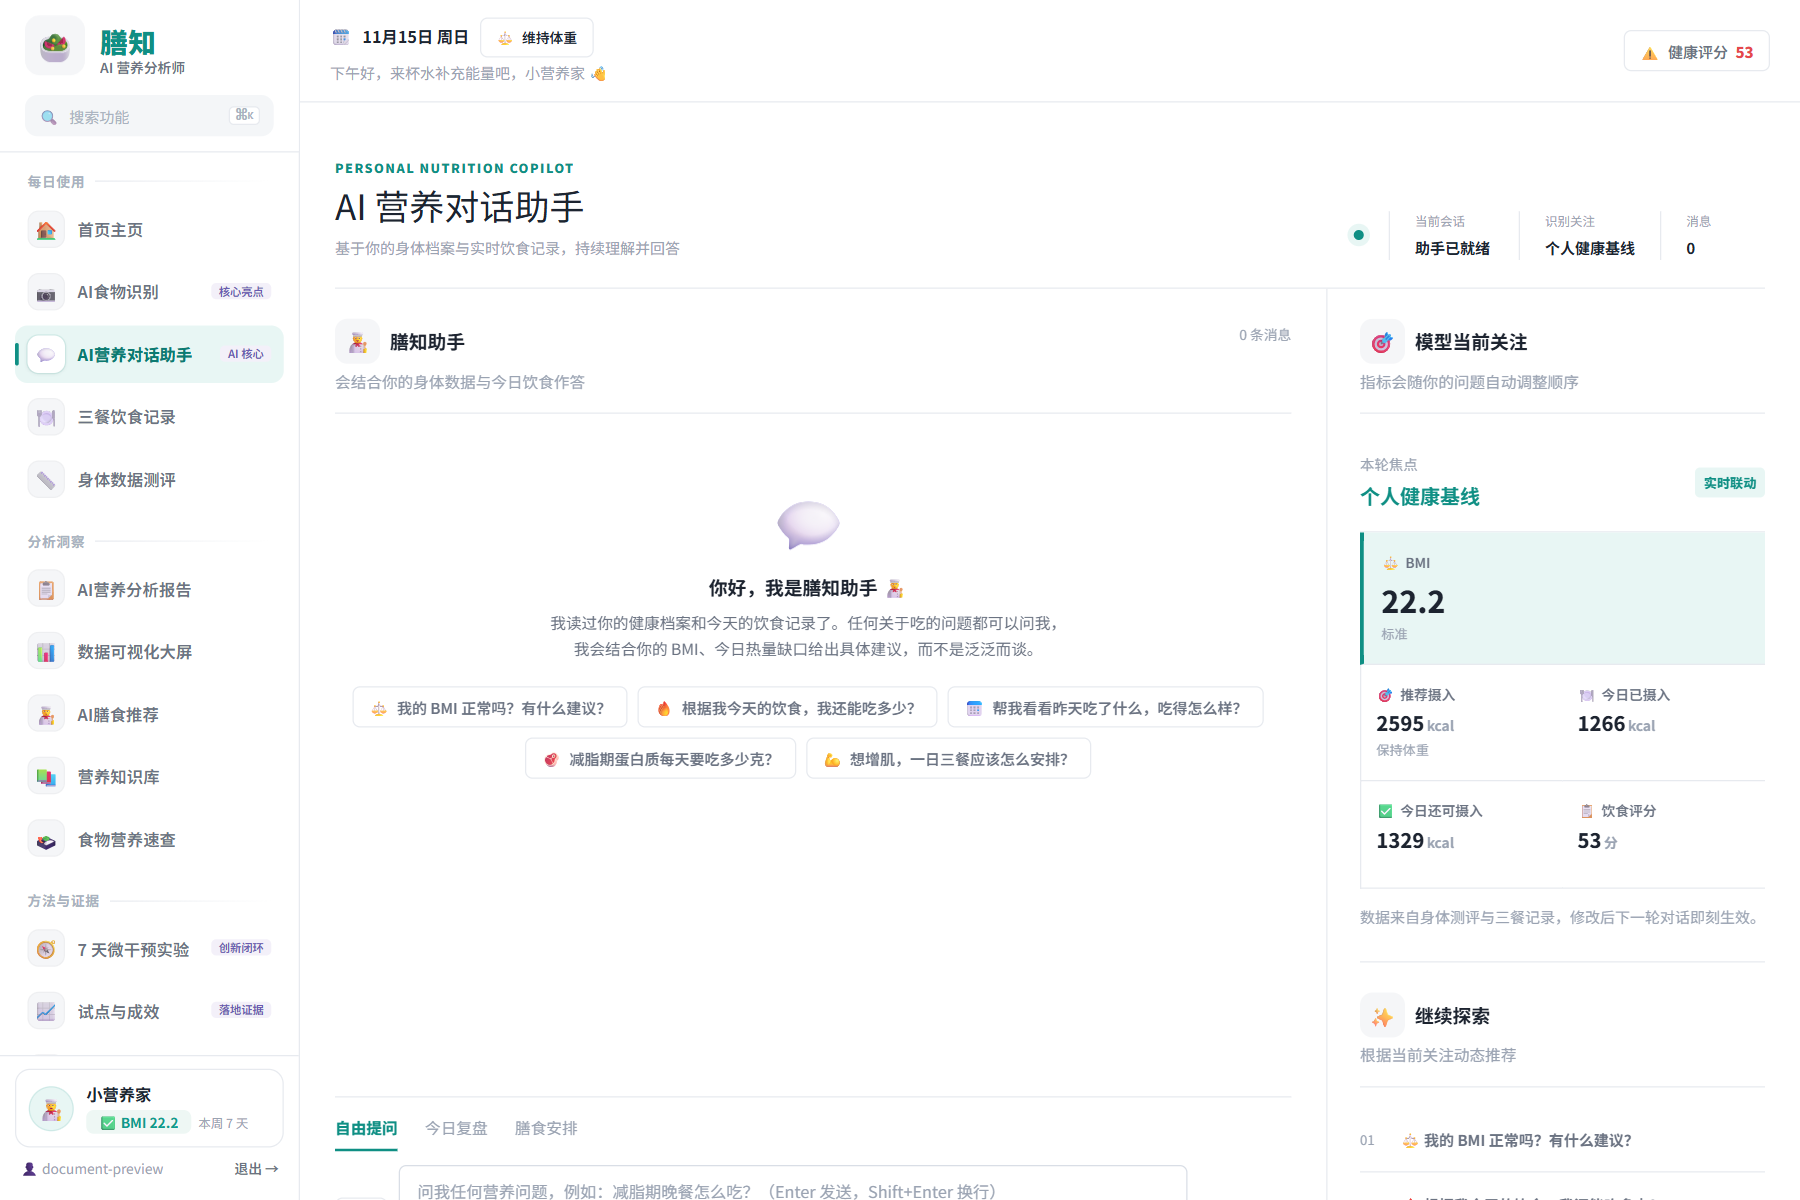 膳知
AI 营养分析师
搜索功能
⌘K
每日使用
首页主页
AI食物识别
核心亮点
AI营养对话助手
AI 核心
三餐饮食记录
身体数据测评
分析洞察
AI营养分析报告
数据可视化大屏
AI膳食推荐
营养知识库
食物营养速查
方法与证据
7 天微干预实验
创新闭环
试点与成效
落地证据
小营养家
BMI 22.2
本周 7 天
document-preview
退出→
11月15日 周日
维持体重
下午好，来杯水补充能量吧，小营养家
健康评分 53
PERSONAL NUTRITION COPILOT
AI 营养对话助手
基于你的身体档案与实时饮食记录，持续理解并回答
当前会话
助手已就绪
识别关注
个人健康基线
消息
0
膳知助手
0 条消息
会结合你的身体数据与今日饮食作答
你好，我是膳知助手
我读过你的健康档案和今天的饮食记录了。任何关于吃的问题都可以问我，
我会结合你的 BMI、今日热量缺口给出具体建议，而不是泛泛而谈。
我的 BMI 正常吗？有什么建议？
根据我今天的饮食，我还能吃多少？
帮我看看昨天吃了什么，吃得怎么样？
减脂期蛋白质每天要吃多少克？
想增肌，一日三餐应该怎么安排？
自由提问
今日复盘
膳食安排
问我任何营养问题，例如：减脂期晚餐怎么吃？（Enter 发送，Shift+Enter 换行）
模型当前关注
指标会随你的问题自动调整顺序
本轮焦点
个人健康基线
实时联动
BMI
22.2
标准
推荐摄入
2595 kcal
保持体重
今日已摄入
1266 kcal
今日还可摄入
1329 kcal
饮食评分
53 分
数据来自身体测评与三餐记录，修改后下一轮对话即刻生效。
继续探索
根据当前关注动态推荐
01
我的 BMI 正常吗？有什么建议？